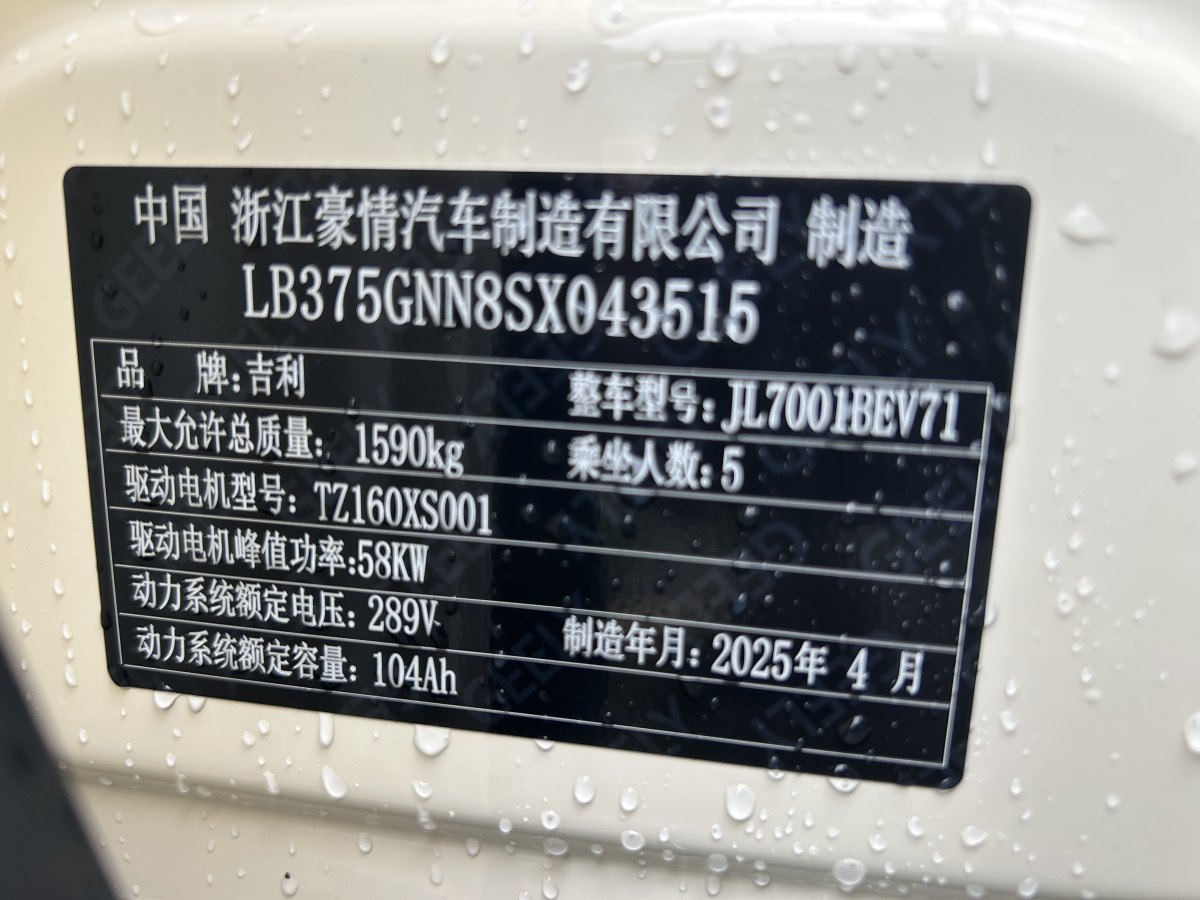 中国 浙江豪情汽车制造有限公司 制造
LB375GNN8SX043515
品 牌:吉利 整车型号:JL7001BEV71
最大允许总质量: 1590kg 乘坐人数:5
驱动电机型号: TZ160XS001
驱动电机峰值功率:58KW
动力系统额定电压: 289V 制造年月: 2025年 4 月
动力系统额定容量: 104Ah